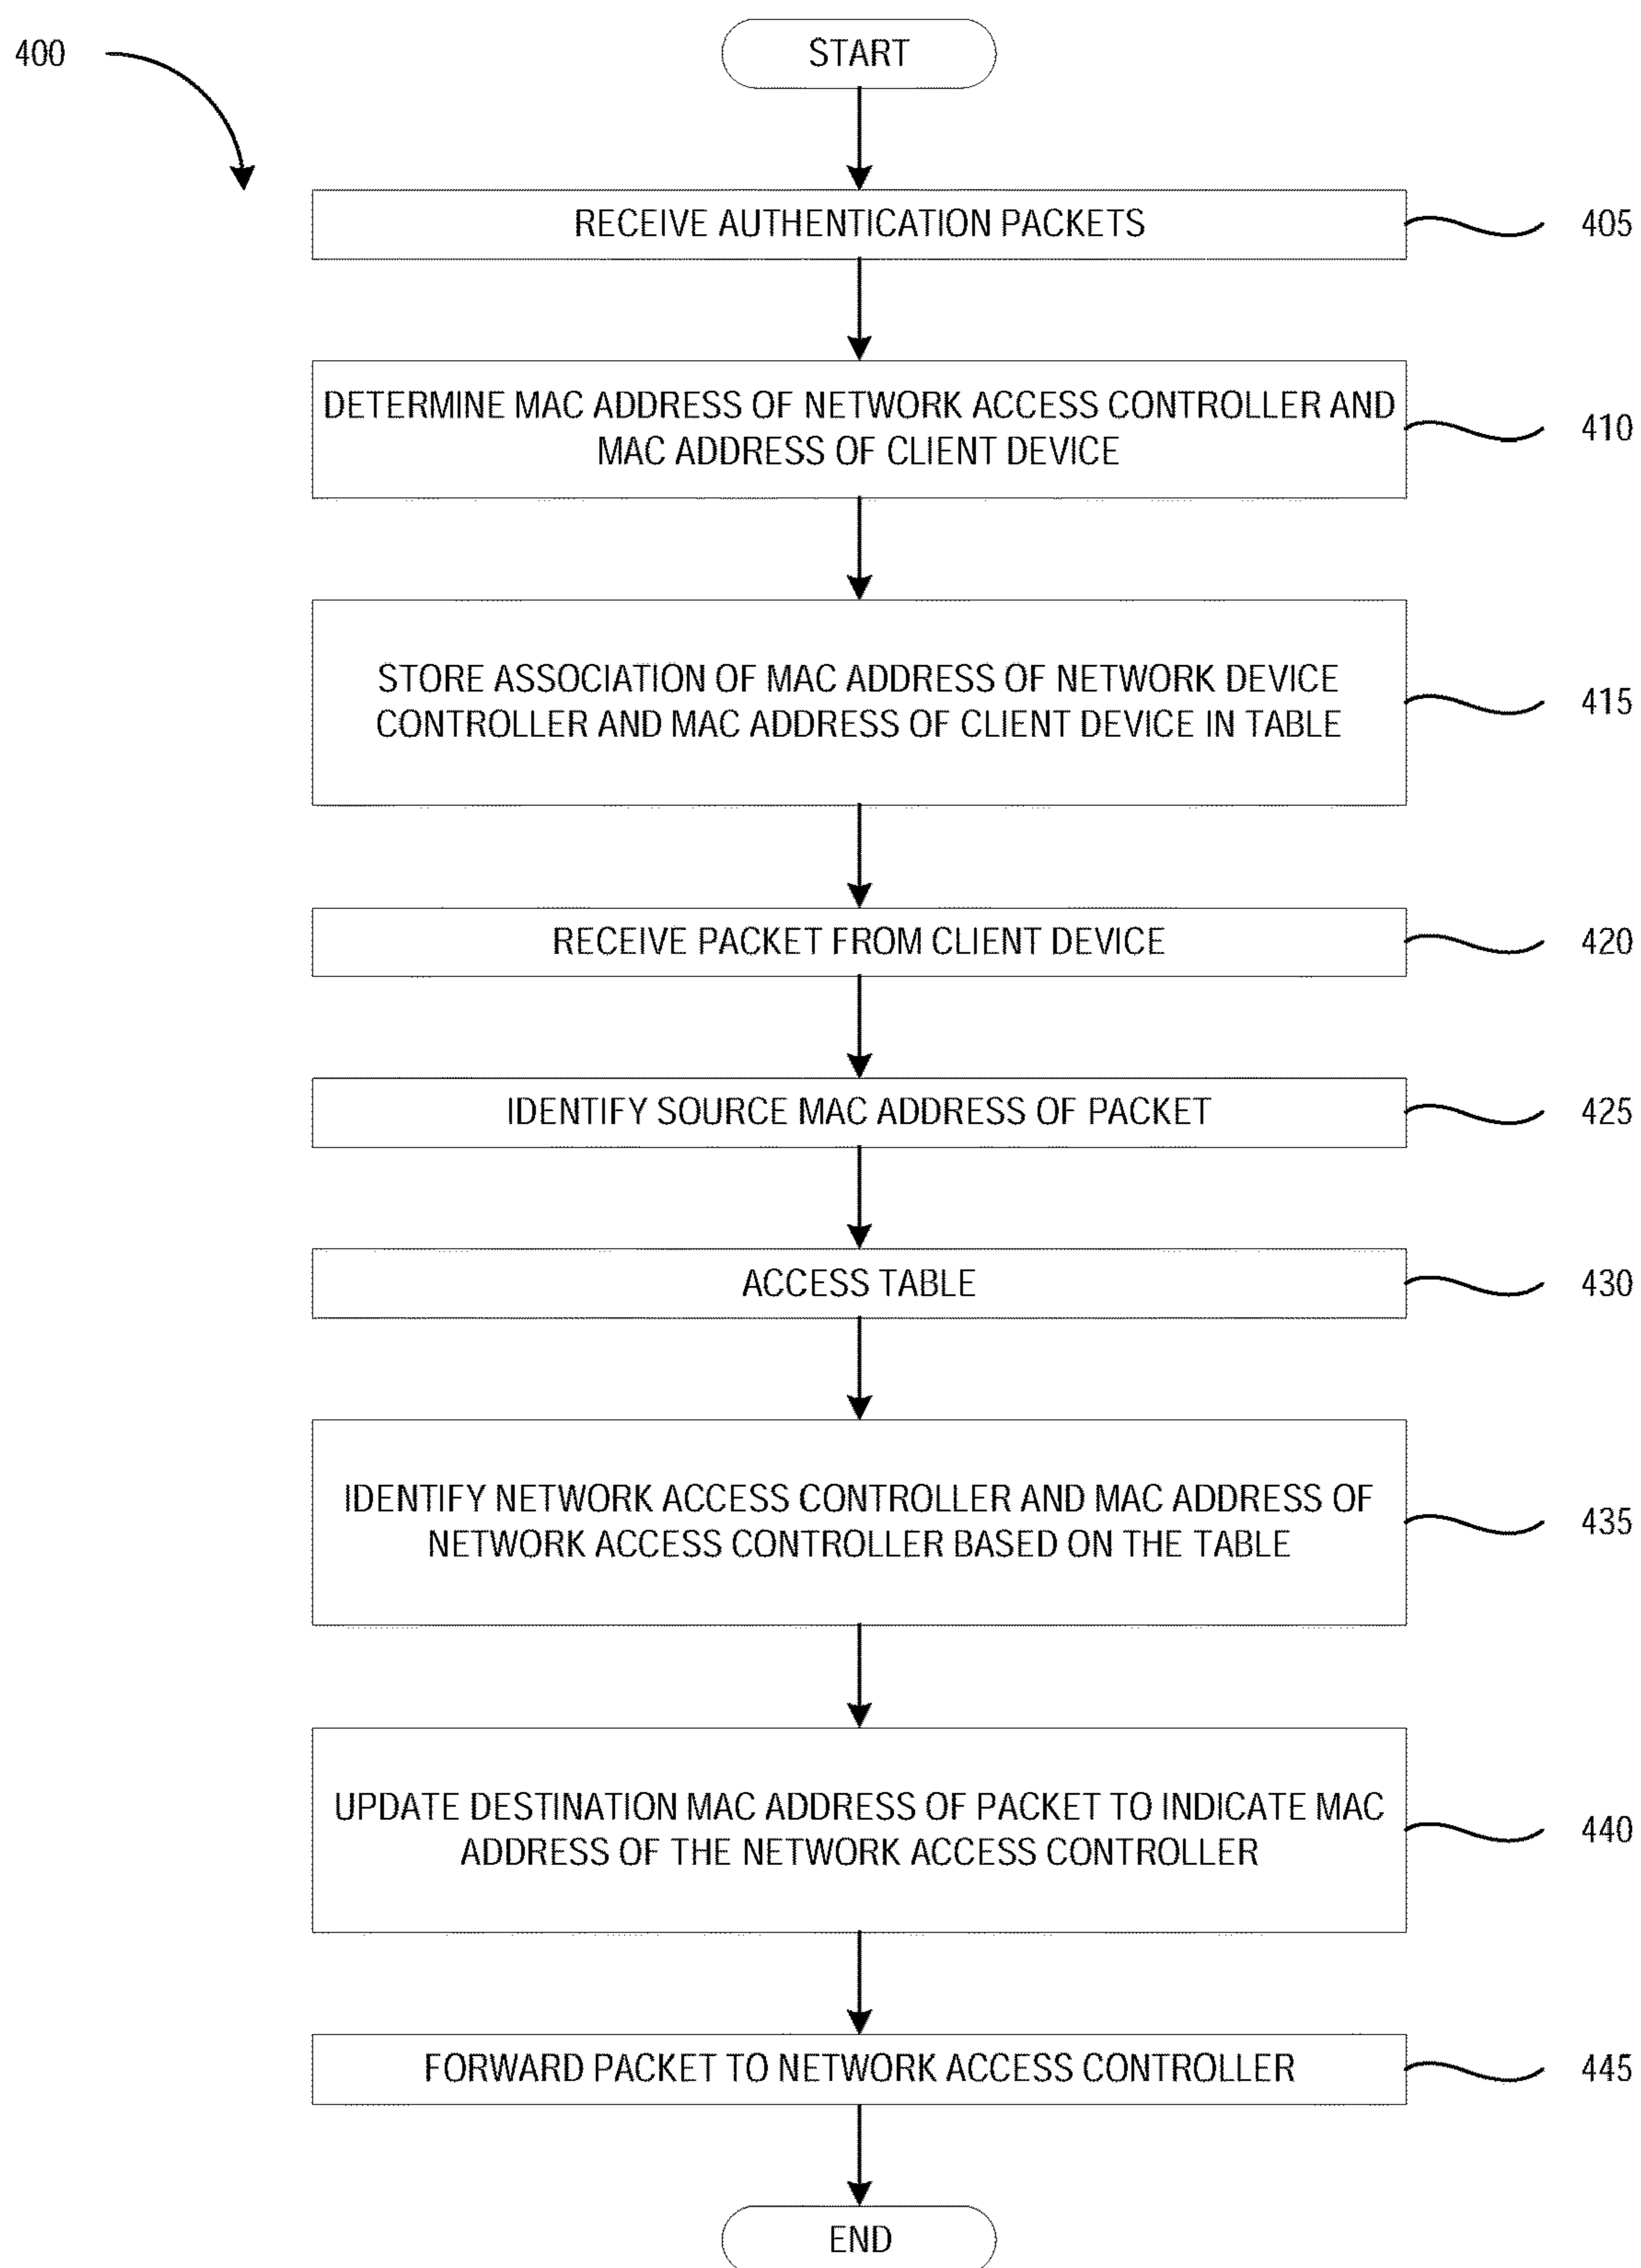 400
START
RECEIVE AUTHENTICATION PACKETS
405
DETERMINE MAC ADDRESS OF NETWORK ACCESS CONTROLLER AND
MAC ADDRESS OF CLIENT DEVICE
410
STORE ASSOCIATION OF MAC ADDRESS OF NETWORK DEVICE
CONTROLLER AND MAC ADDRESS OF CLIENT DEVICE IN TABLE
415
RECEIVE PACKET FROM CLIENT DEVICE
420
IDENTIFY SOURCE MAC ADDRESS OF PACKET
425
ACCESS TABLE
430
IDENTIFY NETWORK ACCESS CONTROLLER AND MAC ADDRESS OF
NETWORK ACCESS CONTROLLER BASED ON THE TABLE
435
UPDATE DESTINATION MAC ADDRESS OF PACKET TO INDICATE MAC
ADDRESS OF THE NETWORK ACCESS CONTROLLER
440
FORWARD PACKET TO NETWORK ACCESS CONTROLLER
445
END